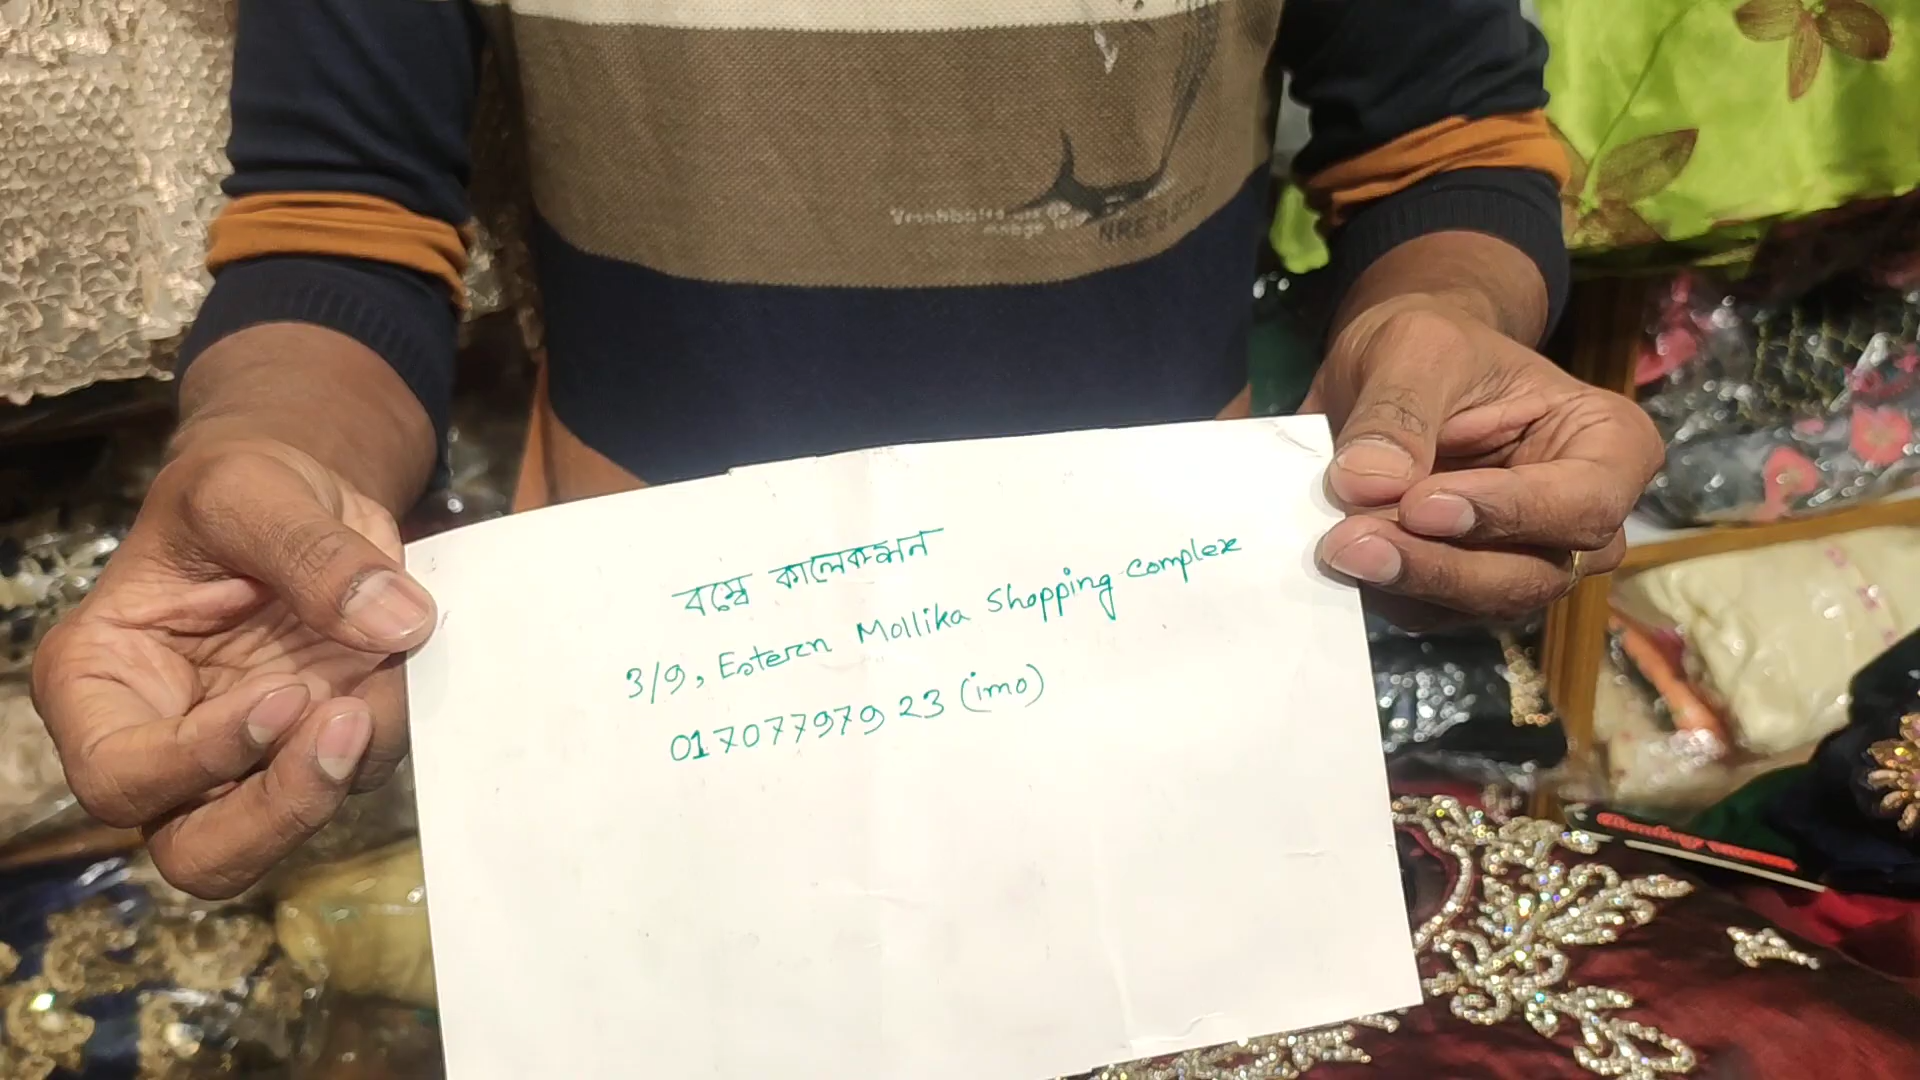 বম্বে কালেকশন
3/9, Estern Mollika Shopping complex
01707797923 (imo)